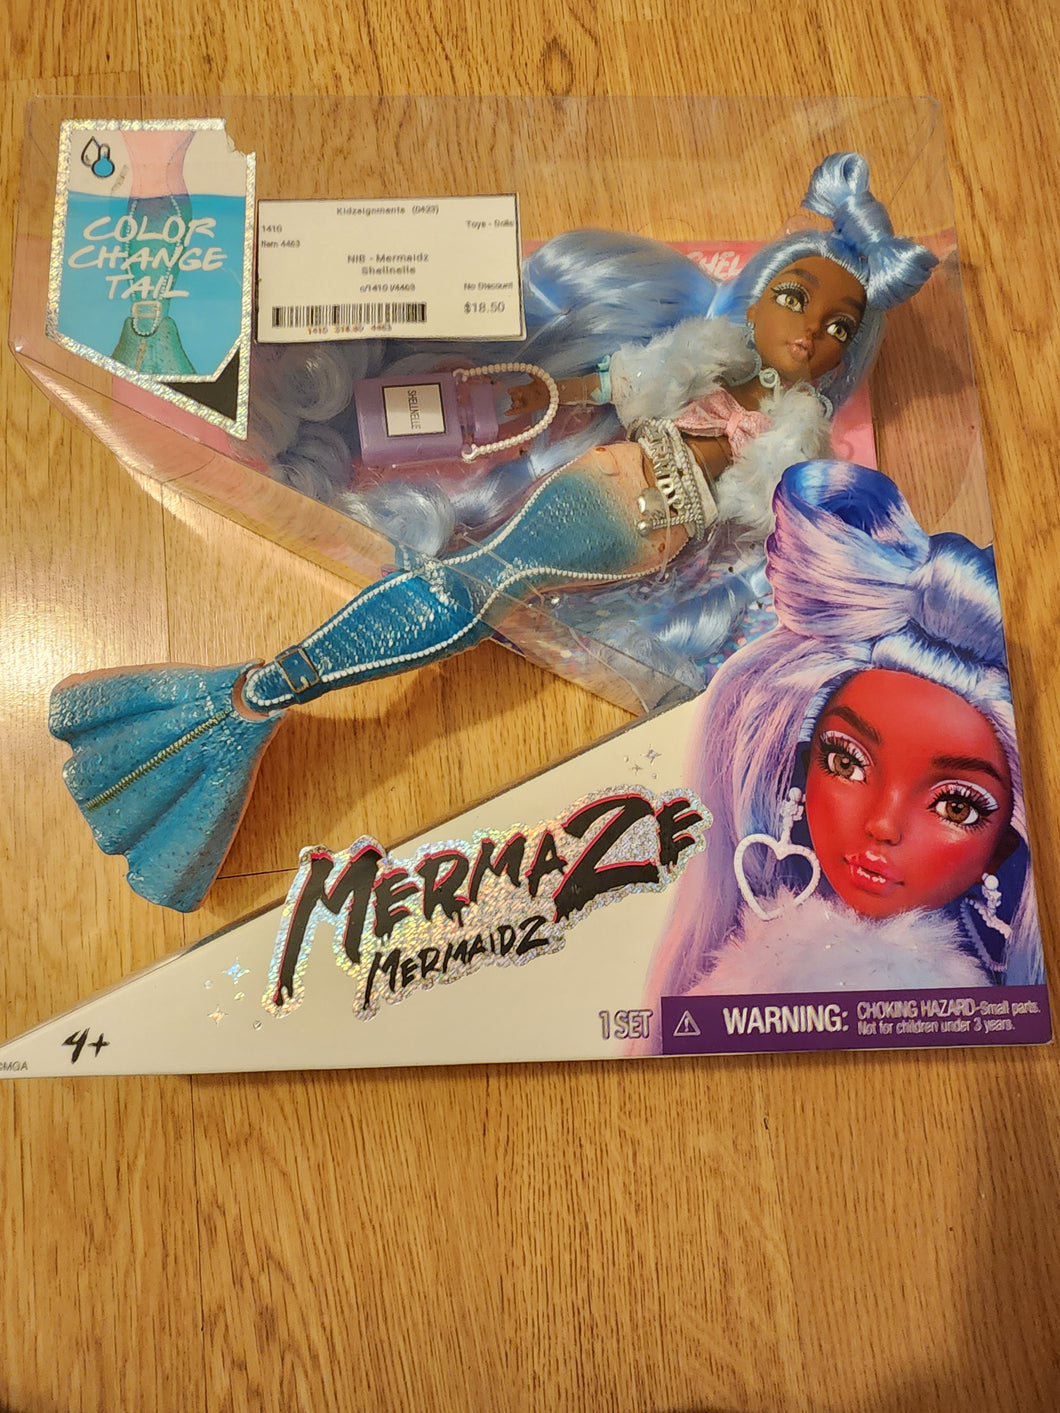 COLOR
CHANGE
TAIL
Kidzsignments (0423)
1410
Toys - Dolls
Item 4463
NIB - Mermaidz
Shellnelle
c/1410 i/4463
No Discount
$18.50
1410 $18.50 4463
SHEL
SHELLNELLE
MERMAZE
MERMAIDZ
4+
©MGA
1 SET
WARNING:
CHOKING HAZARD-Small parts.
Not for children under 3 years.